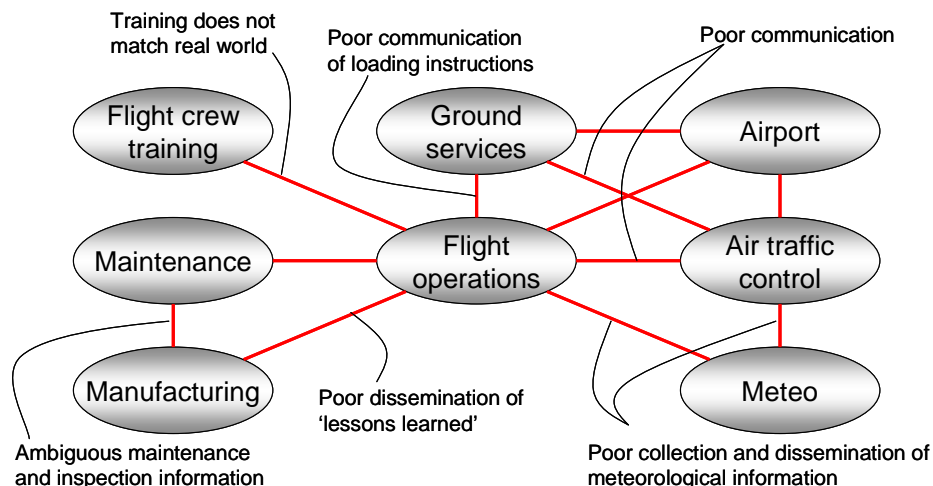 Training does not
match real world
Poor communication
of loading instructions
Poor communication
Flight crew
training
Ground
services
Airport
Maintenance
Flight
operations
Air traffic
control
Manufacturing
Meteo
Poor dissemination of
‘lessons learned’
Ambiguous maintenance
and inspection information
Poor collection and dissemination of
meteorological information